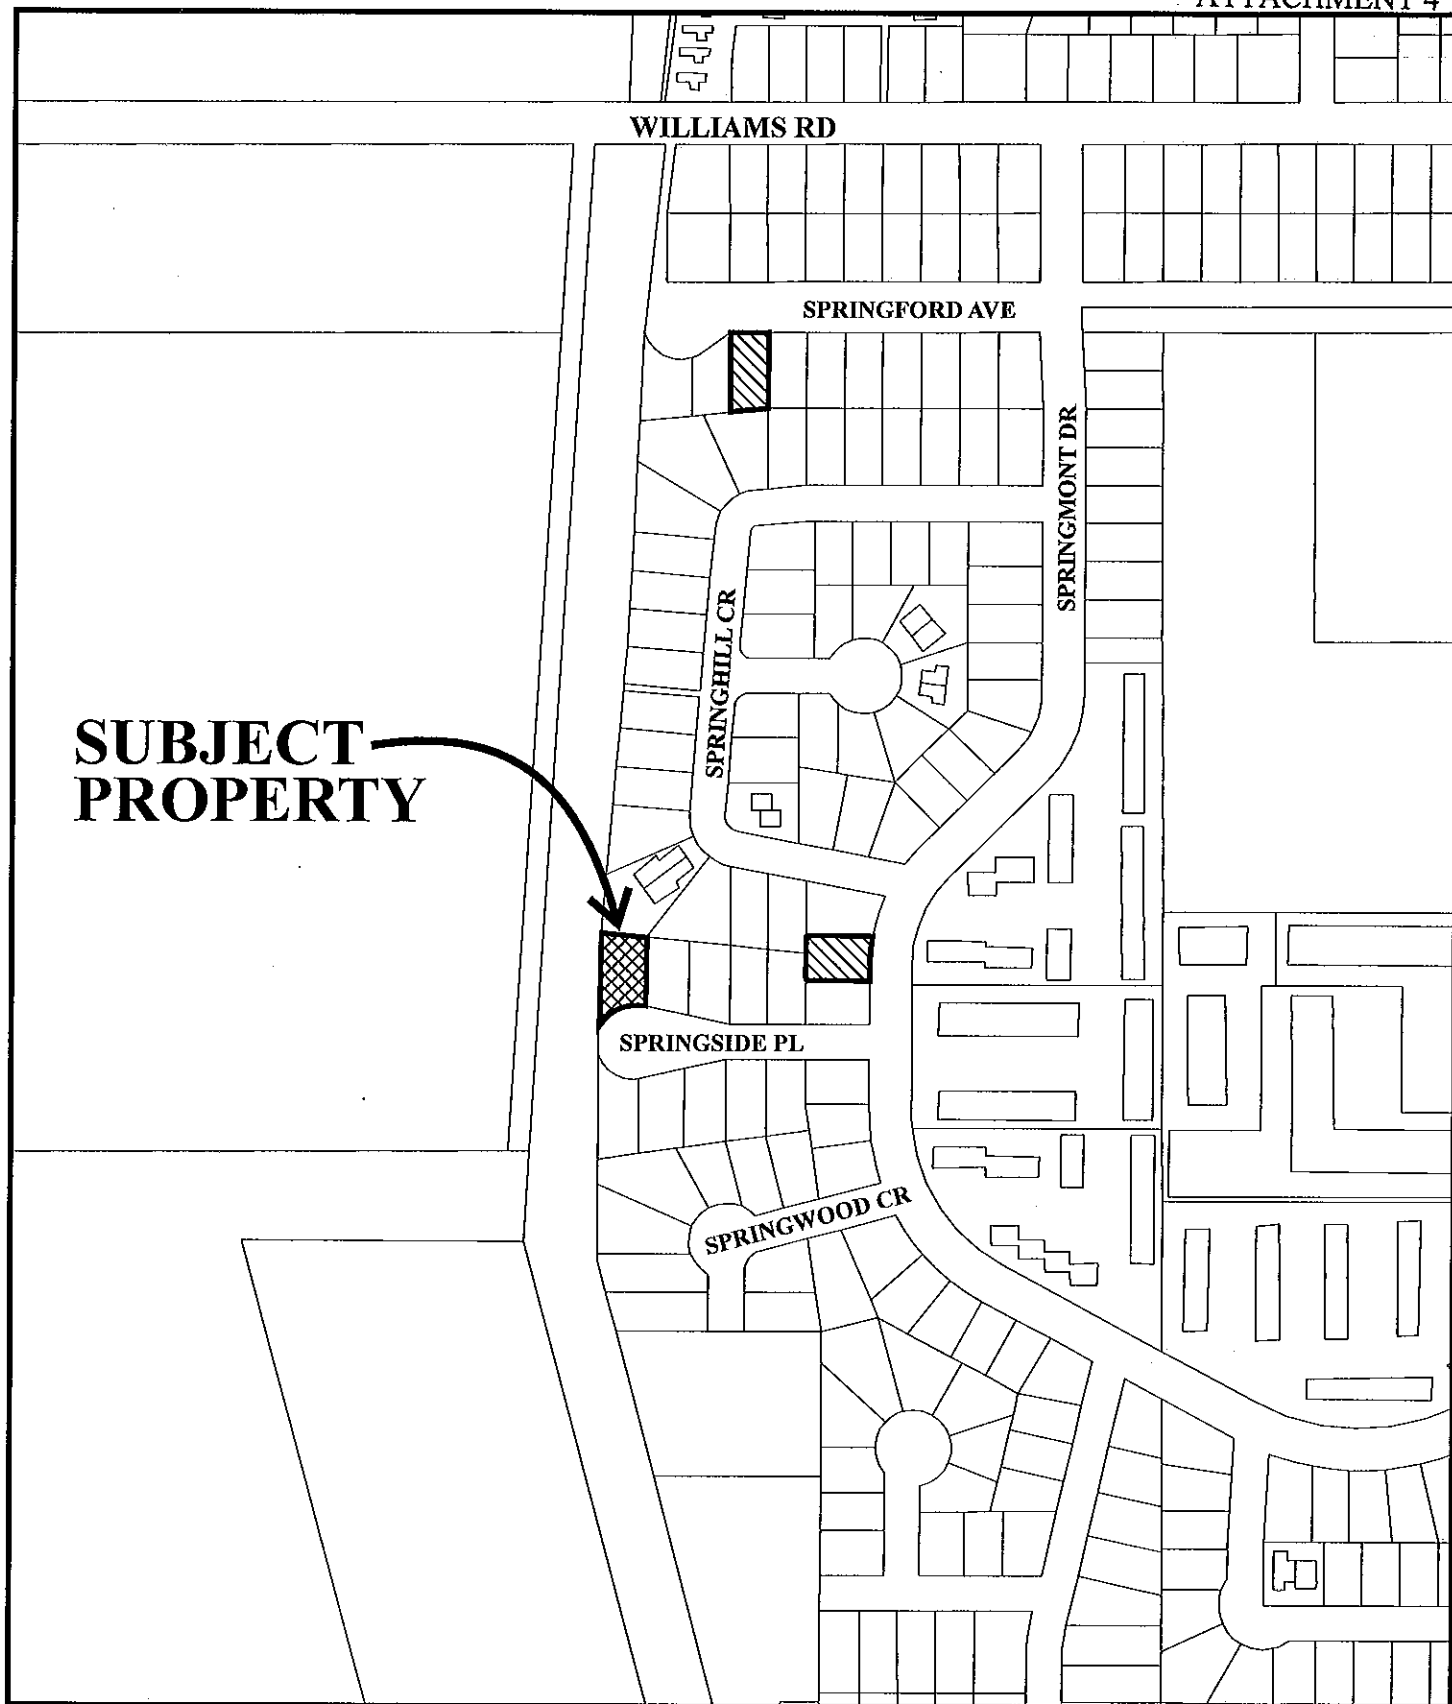 ATTACHMENT 4
WILLIAMS RD
SPRINGFORD AVE
SPRINGMONT DR
SPRINGHILL CR
SUBJECT
PROPERTY
SPRINGSIDE PL
SPRINGWOOD CR